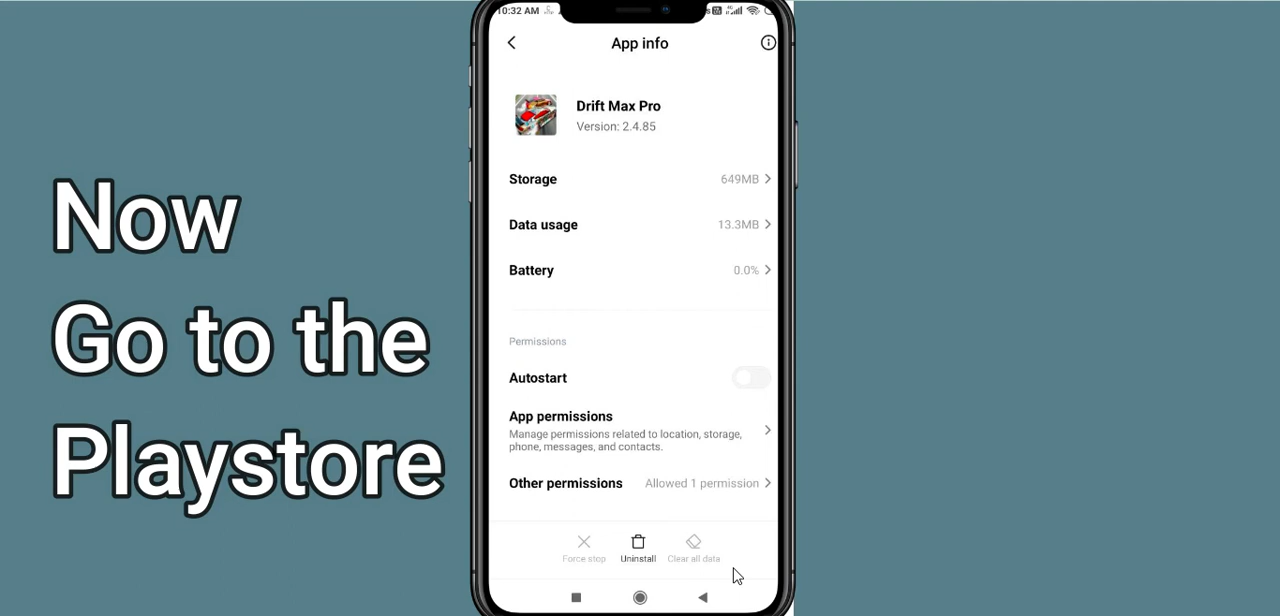 10:32 AM
App info
Drift Max Pro
Version: 2.4.85
Storage 649MB
Data usage 13.3MB
Battery 0.0%
Permissions
Autostart
App permissions
Manage permissions related to location, storage,
phone, messages, and contacts.
Other permissions Allowed 1 permission
Force stop Uninstall Clear all data
Now
Go to the
Playstore